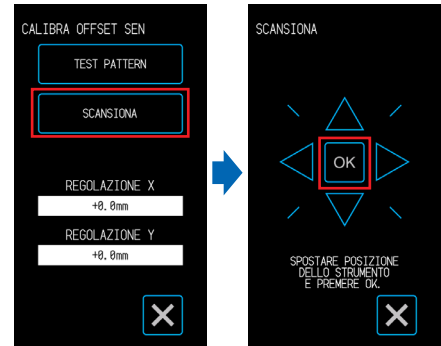 CALIBRA OFFSET SEN
TEST PATTERN
SCANSIONA
REGOLAZIONE X
+0.0mm
REGOLAZIONE Y
+0.0mm
SCANSIONA
OK
SPOSTARE POSIZIONE
DELLO STRUMENTO
E PREMERE OK.